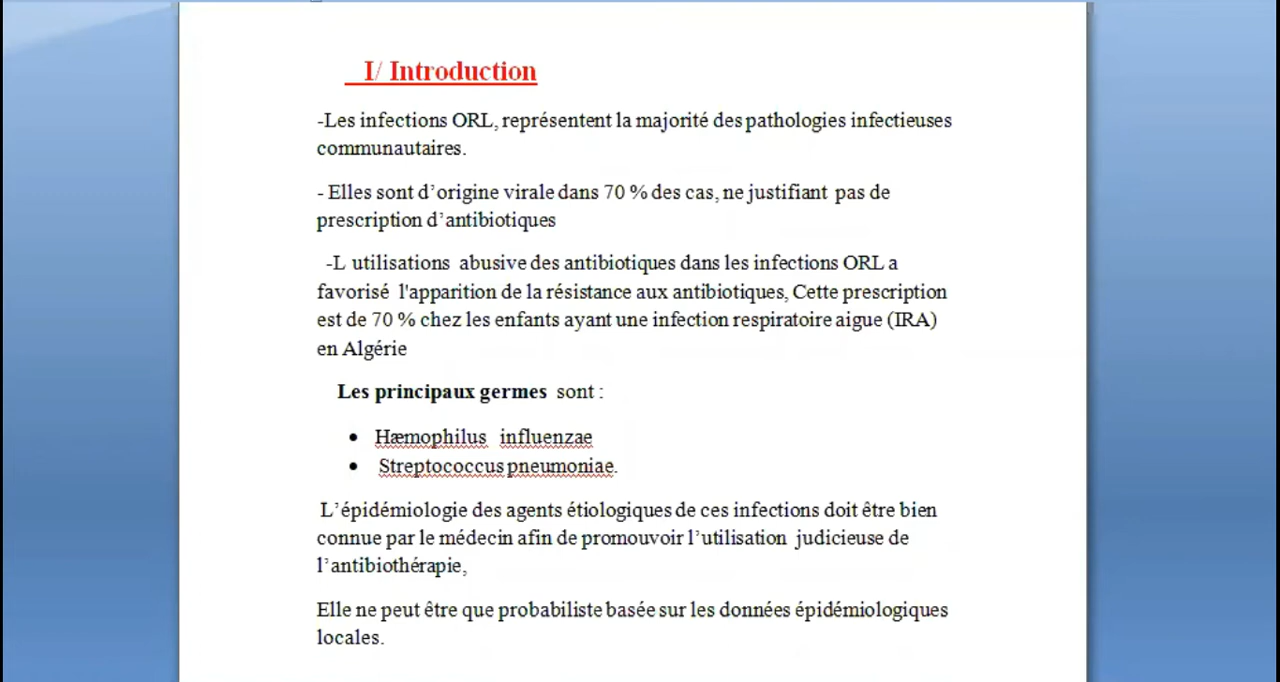 I/ Introduction
-Les infections ORL, représentent la majorité des pathologies infectieuses
communautaires.
- Elles sont d’origine virale dans 70 % des cas, ne justifiant pas de
prescription d’antibiotiques
-L utilisations abusive des antibiotiques dans les infections ORL a
favorisé l'apparition de la résistance aux antibiotiques, Cette prescription
est de 70 % chez les enfants ayant une infection respiratoire aigue (IRA)
en Algérie
Les principaux germes sont :
• Hæmophilus influenzae
• Streptococcus pneumoniae.
L’épidémiologie des agents étiologiques de ces infections doit être bien
connue par le médecin afin de promouvoir l’utilisation judicieuse de
l’antibiothérapie,
Elle ne peut être que probabiliste basée sur les données épidémiologiques
locales.